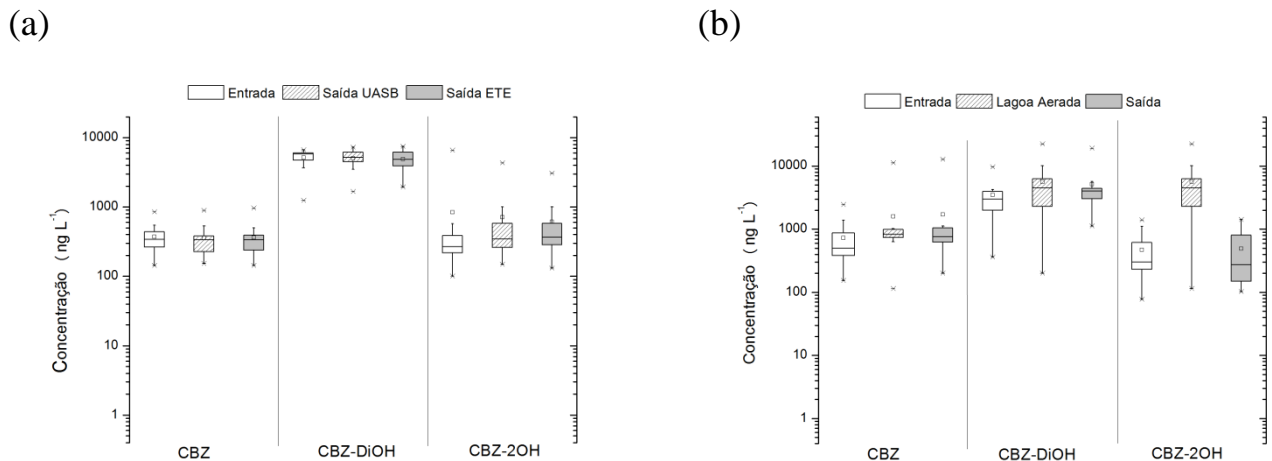 (a)
(b)
Entrada Saída UASB Saída ETE
Concentração ( ng L⁻¹)
10000
1000
100
10
1
CBZ CBZ-DiOH CBZ-2OH
Entrada Lagoa Aerada Saída
Concentração ( ng L⁻¹)
10000
1000
100
10
1
CBZ CBZ-DiOH CBZ-2OH